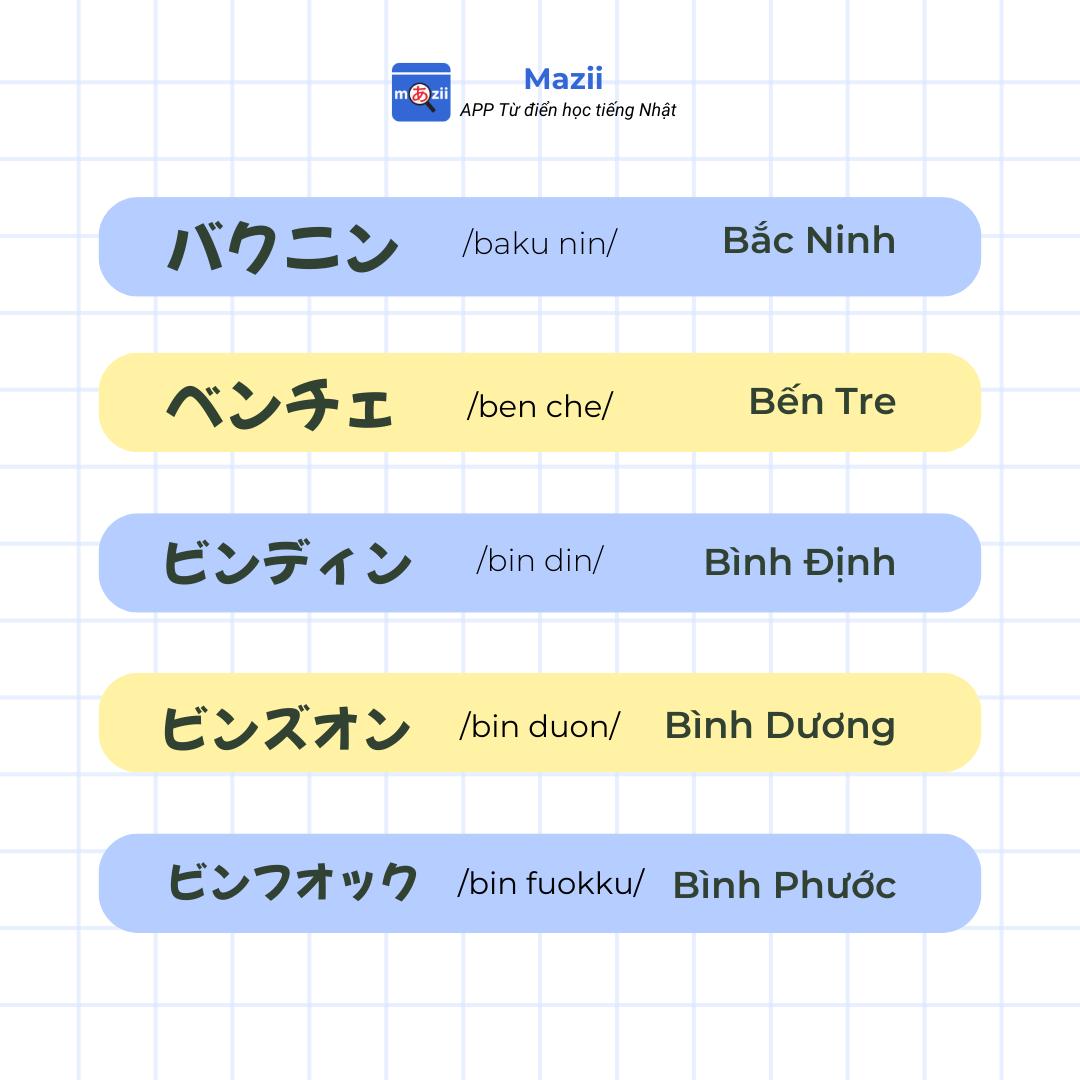 mあzii
Mazii
APP Từ điển học tiếng Nhật
バクニン /baku nin/ Bắc Ninh
ベンチェ /ben che/ Bến Tre
ビンディン /bin din/ Bình Định
ビンズオン /bin duon/ Bình Dương
ビンフオック /bin fuokku/ Bình Phước